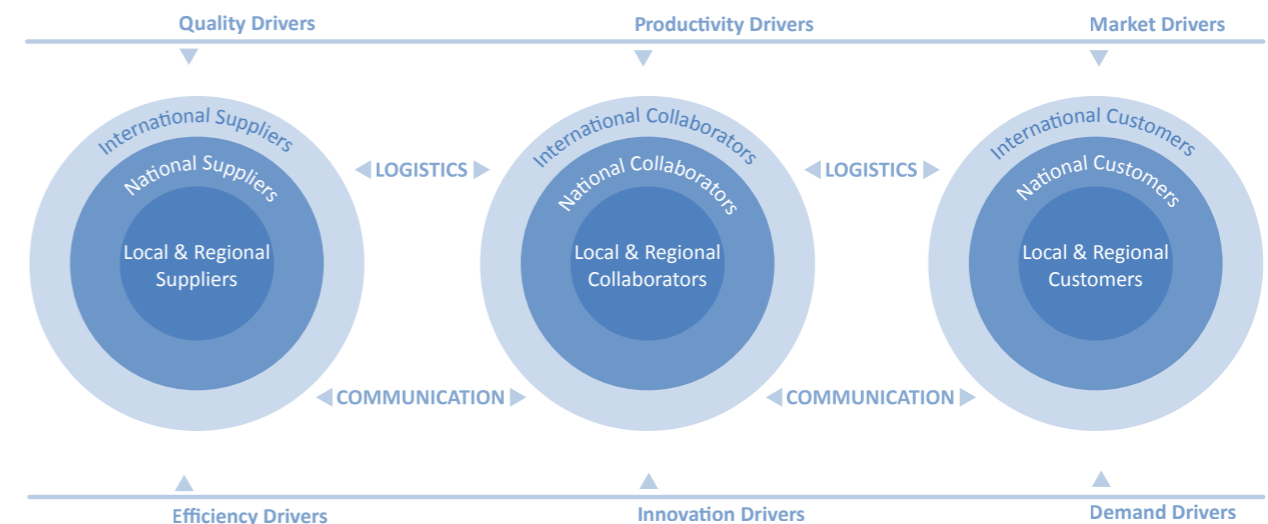 Quality Drivers
Productivity Drivers
Market Drivers
International Suppliers
National Suppliers
Local & Regional
Suppliers
LOGISTICS
International Collaborators
National Collaborators
Local & Regional
Collaborators
LOGISTICS
International Customers
National Customers
Local & Regional
Customers
COMMUNICATION
COMMUNICATION
Efficiency Drivers
Innovation Drivers
Demand Drivers